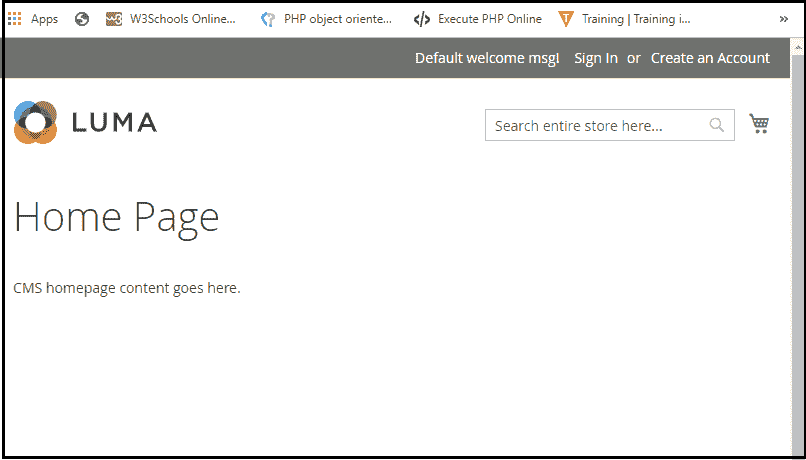 Apps W3Schools Online... PHP object oriente... Execute PHP Online Training | Training i... »
Default welcome msg! Sign In or Create an Account
LUMA Search entire store here...
Home Page
CMS homepage content goes here.